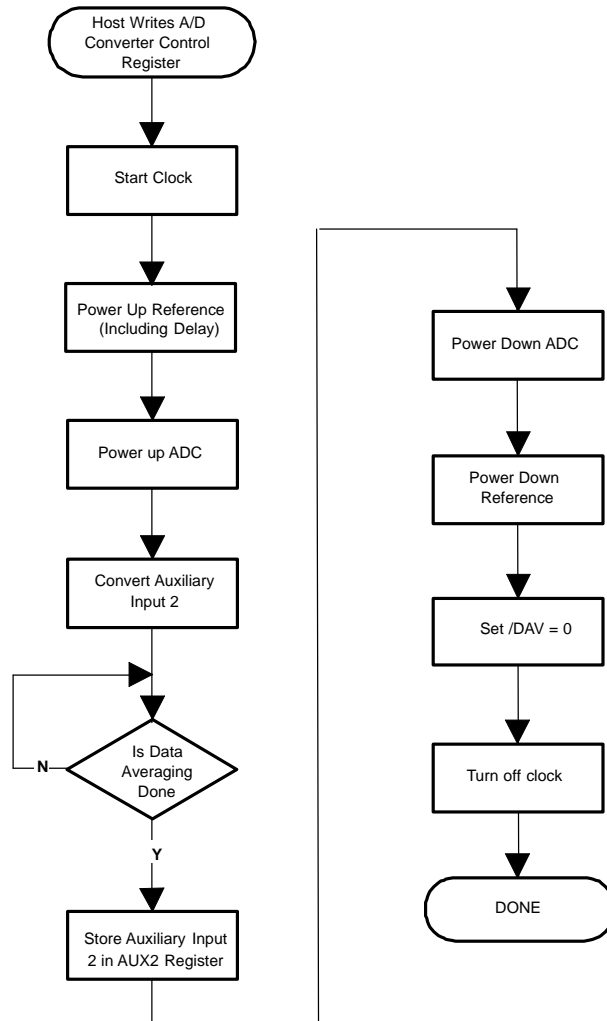 Host Writes A/D
Converter Control
Register
Start Clock
Power Up Reference
(Including Delay)
Power up ADC
Convert Auxiliary
Input 2
Is Data
Averaging
Done
N
Y
Store Auxiliary Input
2 in AUX2 Register
Power Down ADC
Power Down
Reference
Set /DAV = 0
Turn off clock
DONE